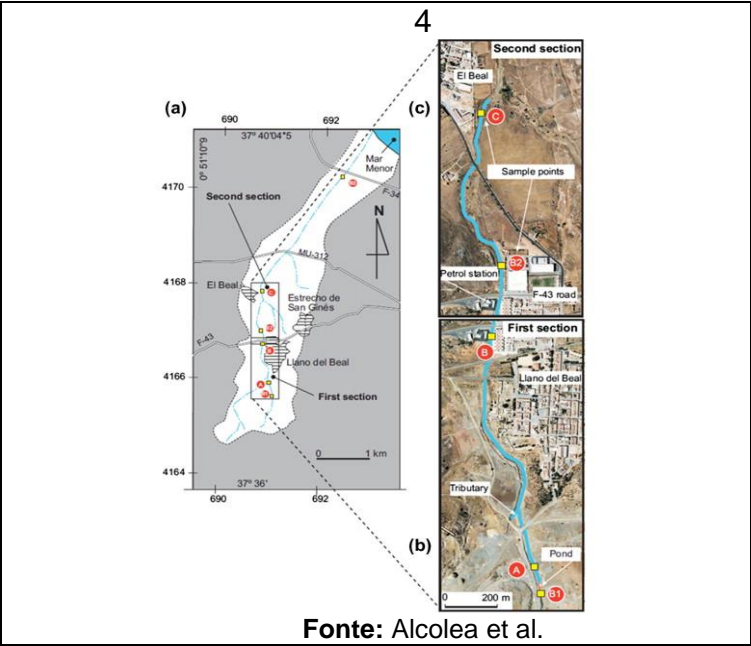 4
(a)
690
692
37º 40'04"5
0º 51'10"9
4170
4168
4166
4164
Mar
Menor
F-34
Second section
N
MU-312
El Beal
C
Estrecho de
San Ginés
F-43
B
Llano del Beal
A
First section
0
1 km
37º 36'
690
692
(c)
Second section
El Beal
C
Sample points
Petrol station
B2
F-43 road
(b)
First section
B
Llano del Beal
Tributary
Pond
A
B1
0
200 m
Fonte: Alcolea et al.